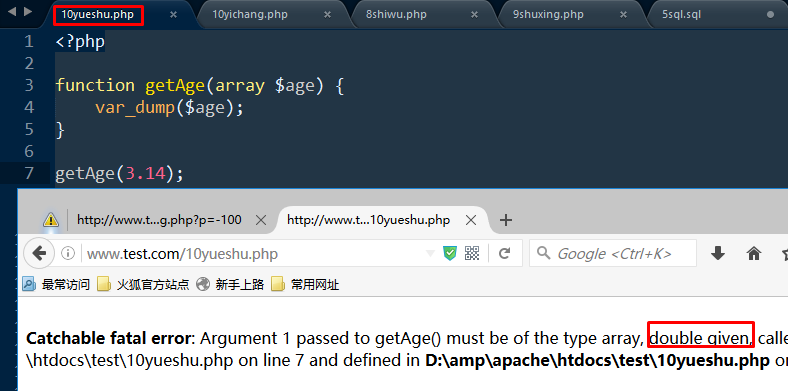 10yueshu.php × 10yichang.php × 8shiwu.php × 9shuxing.php × 5sql.sql
1 <?php
2
3 function getAge(array $age) {
4 var_dump($age);
5 }
6
7 getAge(3.14);
http://www.t...g.php?p=-100 × http://www.t...10yueshu.php × +
www.test.com/10yueshu.php Google <Ctrl+K>
最常访问 火狐官方站点 新手上路 常用网址
Catchable fatal error: Argument 1 passed to getAge() must be of the type array, double given, calle
\htdocs\test\10yueshu.php on line 7 and defined in D:\amp\apache\htdocs\test\10yueshu.php on